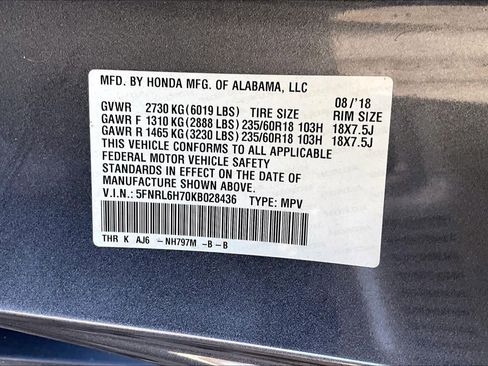 MFD. BY HONDA MFG. OF ALABAMA, LLC
GVWR 2730 KG (6019 LBS) TIRE SIZE 08/'18 RIM SIZE
GAWR F 1310 KG (2888 LBS) 235/60R18 103H 18X7.5J
GAWR R 1465 KG (3230 LBS) 235/60R18 103H 18X7.5J
THIS VEHICLE CONFORMS TO ALL APPLICABLE
FEDERAL MOTOR VEHICLE SAFETY
STANDARDS IN EFFECT ON THE DATE OF
MANUFACTURE SHOWN ABOVE.
V.I.N.: 5FNRL6H70KB028436 TYPE: MPV
THR K AJ6 - NH797M -B - B